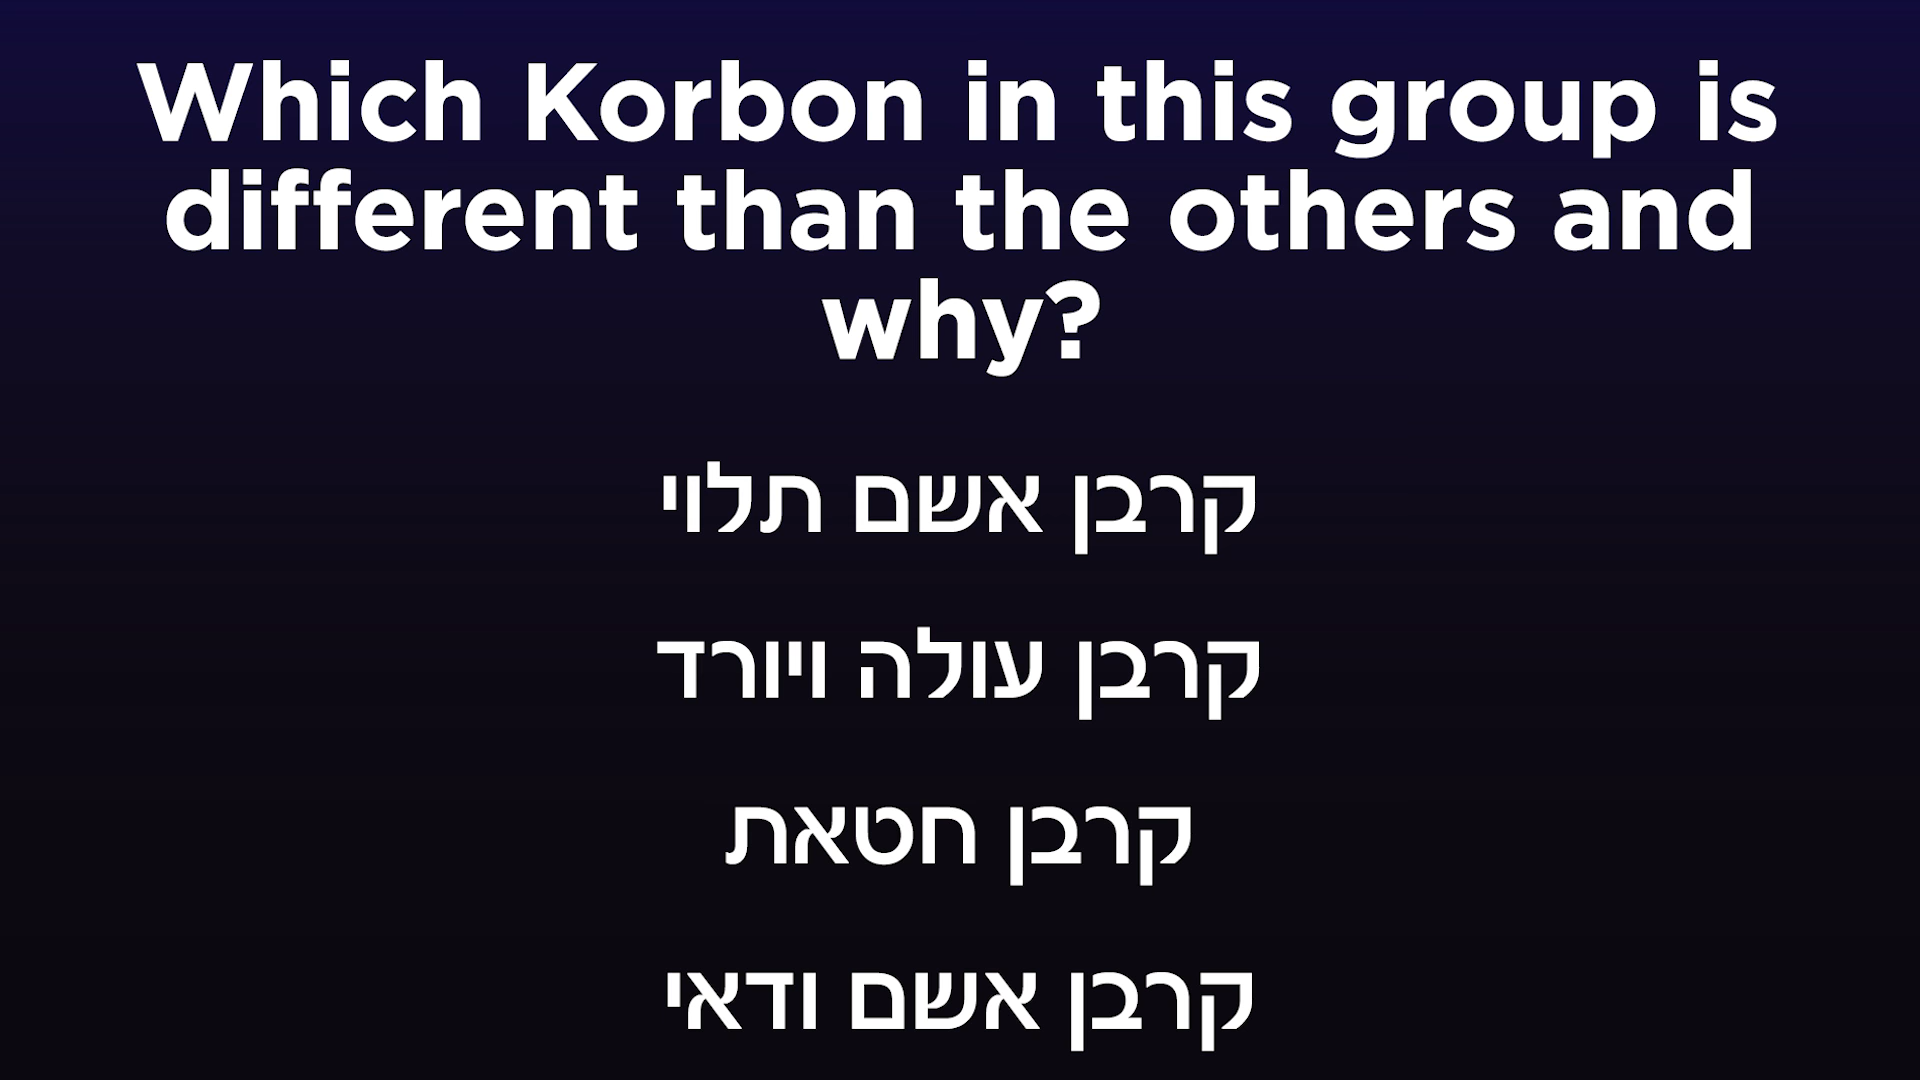 Which Korbon in this group is
different than the others and
why?
קרבן אשם תלוי
קרבן עולה ויורד
קרבן חטאת
קרבן אשם ודאי